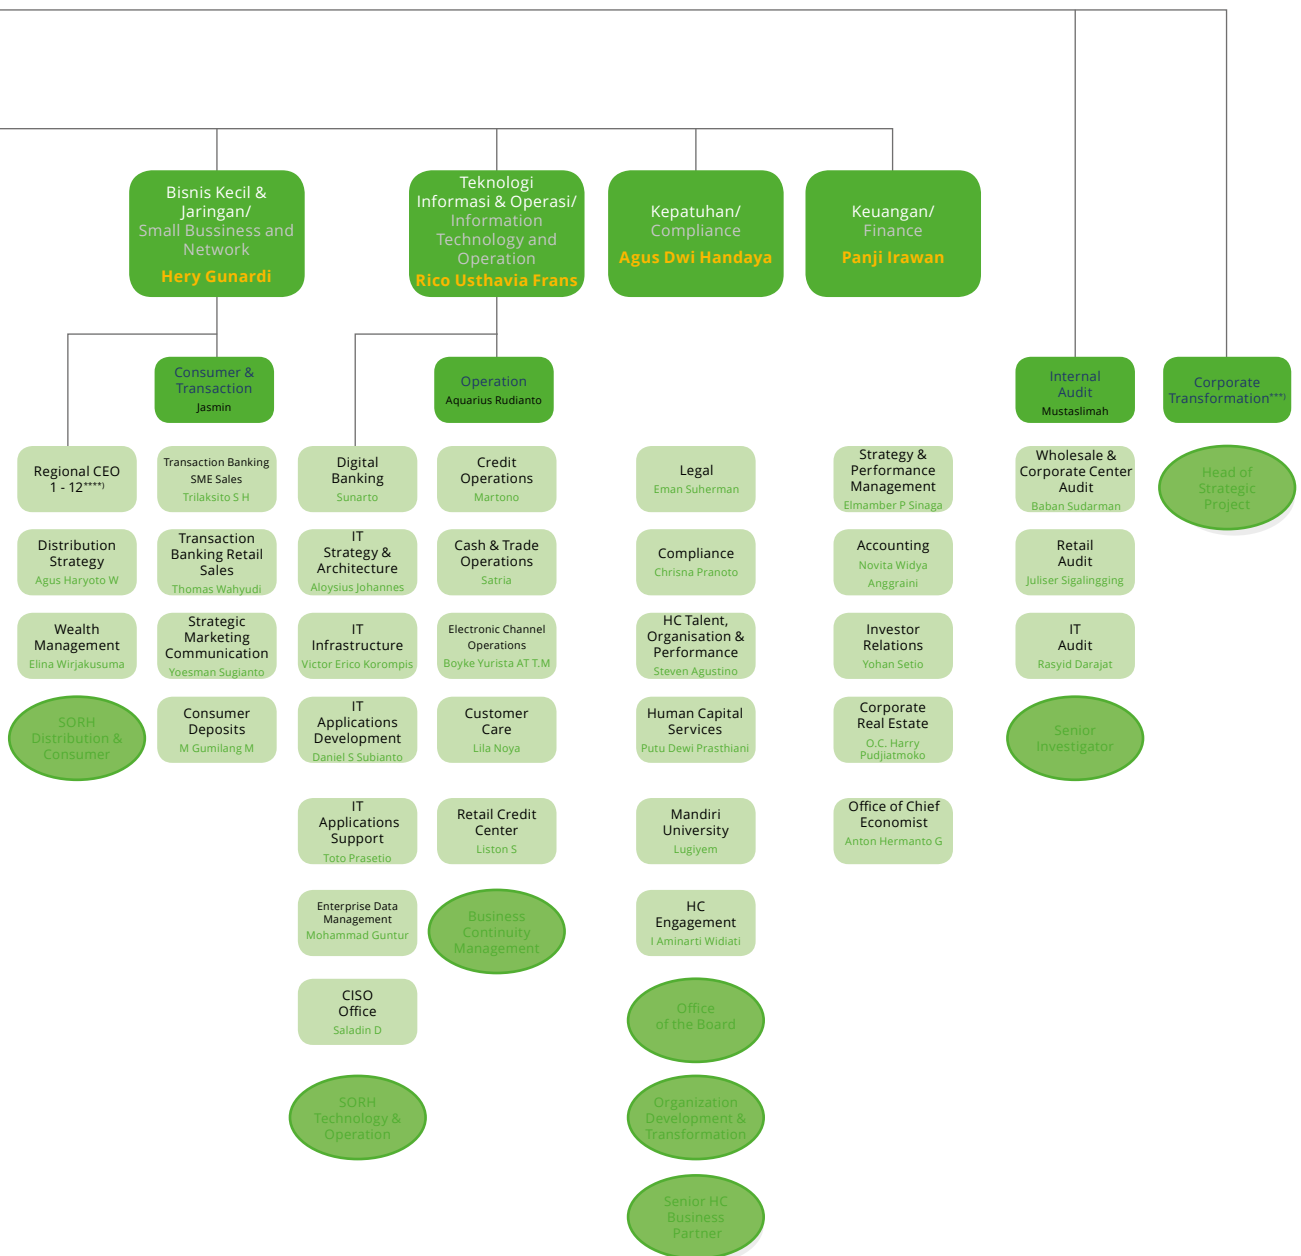 Bisnis Kecil &
Jaringan/
Small Bussiness and
Network
Hery Gunardi
Teknologi
Informasi & Operasi/
Information
Technology and
Operation
Rico Usthavia Frans
Kepatuhan/
Compliance
Agus Dwi Handaya
Keuangan/
Finance
Panji Irawan
Consumer &
Transaction
Jasmin
Operation
Aquarius Rudianto
Internal
Audit
Mustaslimah
Corporate
Transformation***)
Regional CEO
1 - 12****)
Distribution
Strategy
Agus Haryoto W
Wealth
Management
Elina Wirjakusuma
SORH
Distribution &
Consumer
Transaction Banking
SME Sales
Trilaksito S H
Transaction
Banking Retail
Sales
Thomas Wahyudi
Strategic
Marketing
Communication
Yoesman Sugianto
Consumer
Deposits
M Gumilang M
Digital
Banking
Sunarto
IT
Strategy &
Architecture
Aloysius Johannes
IT
Infrastructure
Victor Erico Korompis
IT
Applications
Development
Daniel S Subianto
IT
Applications
Support
Toto Prasetio
Enterprise Data
Management
Mohammad Guntur
CISO
Office
Saladin D
SORH
Technology &
Operation
Credit
Operations
Martono
Cash & Trade
Operations
Satria
Electronic Channel
Operations
Boyke Yurista AT T.M
Customer
Care
Lila Noya
Retail Credit
Center
Liston S
Business
Continuity
Management
Legal
Eman Suherman
Compliance
Chrisna Pranoto
HC Talent,
Organisation &
Performance
Steven Agustino
Human Capital
Services
Putu Dewi Prasthiani
Mandiri
University
Lugiyem
HC
Engagement
I Aminarti Widiati
Office
of the Board
Organization
Development &
Transformation
Senior HC
Business
Partner
Strategy &
Performance
Management
Elmamber P Sinaga
Accounting
Novita Widya
Anggraini
Investor
Relations
Yohan Setio
Corporate
Real Estate
O.C. Harry
Pudjiatmoko
Office of Chief
Economist
Anton Hermanto G
Wholesale &
Corporate Center
Audit
Baban Sudarman
Retail
Audit
Juliser Sigalingging
IT
Audit
Rasyid Darajat
Senior
Investigator
Head of
Strategic
Project